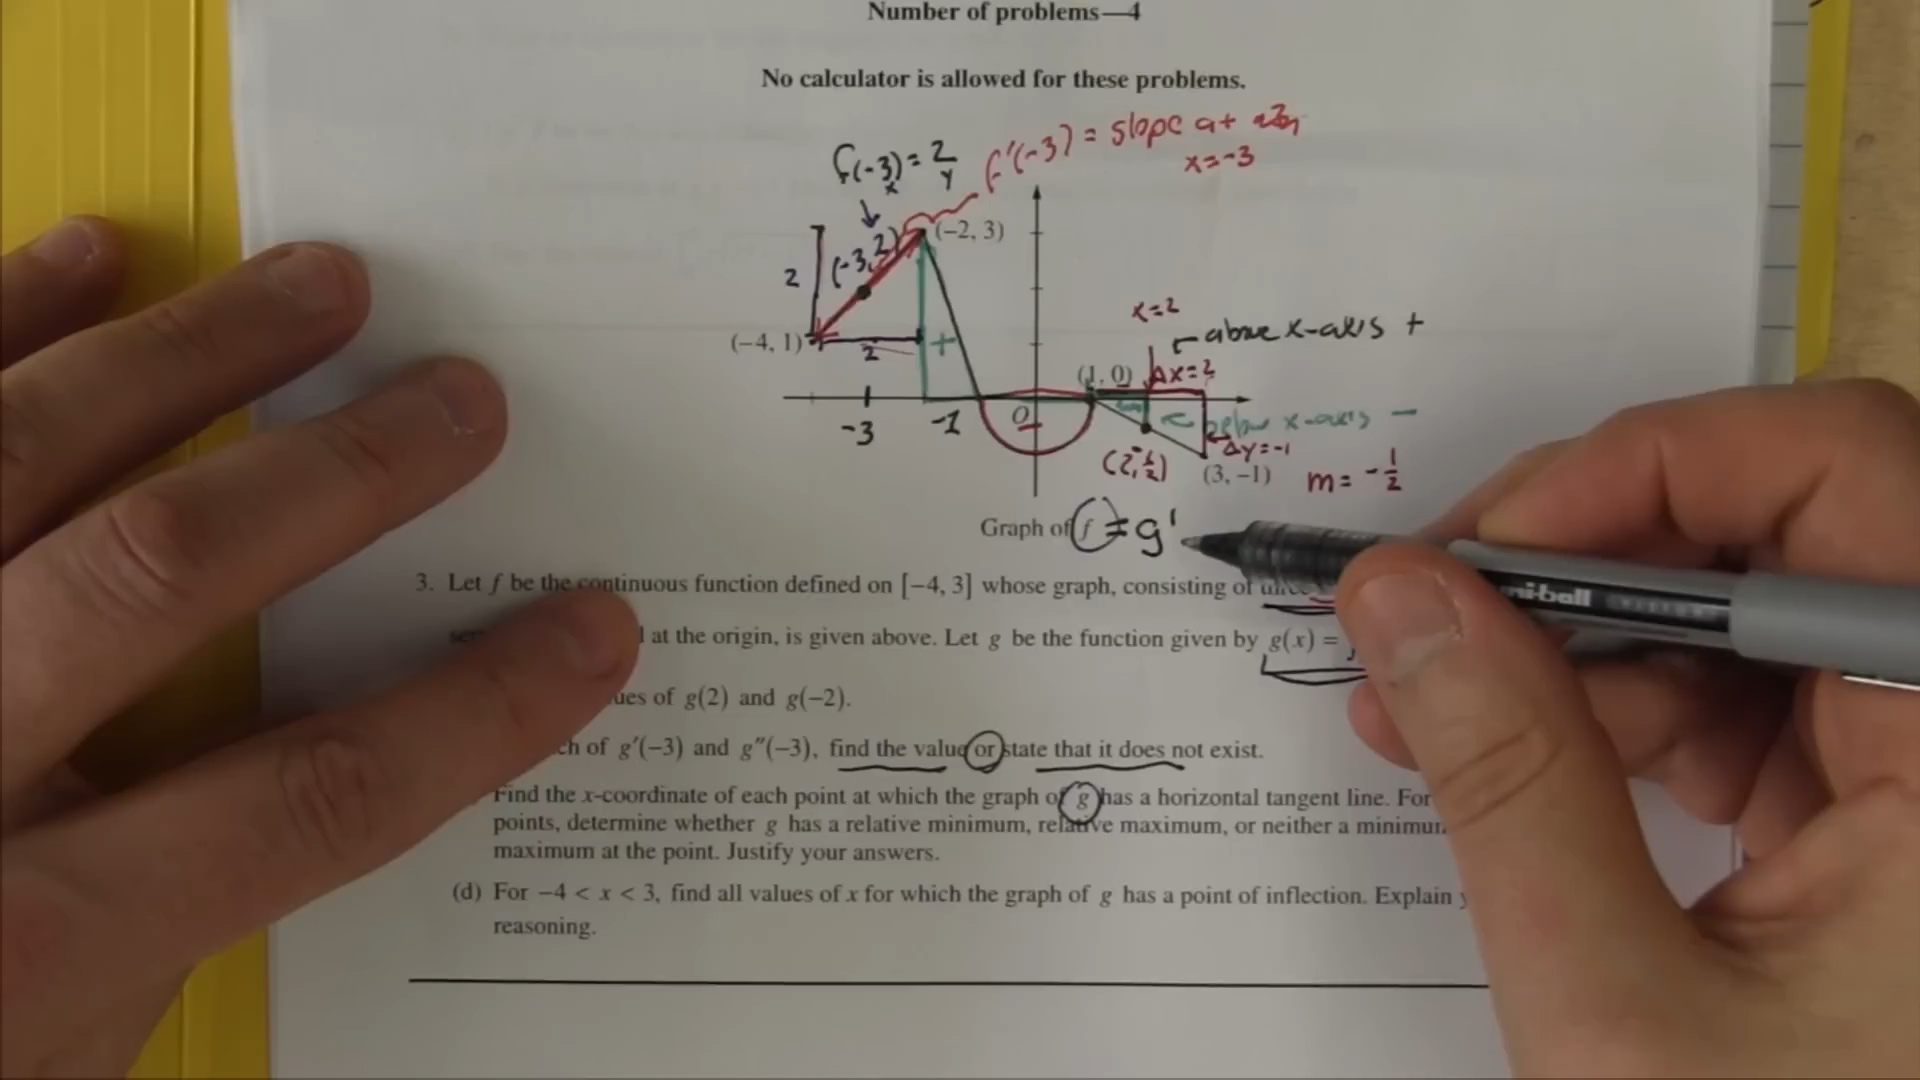 Number of problems—4
No calculator is allowed for these problems.
f(-3) = 2
x y
f'(-3) = slope at
x=-3
(-3, 2)
(−2, 3)
2
(−4, 1)
2
+
x=2
above x-axis +
(1, 0) Δx=2
-3 -1 O
below x-axis −
Δy=-1
(2, -1/2)
(3, −1)
m = -1/2
Graph of f = g'
3. Let f be the continuous function defined on [−4, 3] whose graph, consisting of
at the origin, is given above. Let g be the function given by g(x) =
of g(2) and g(−2).
of g′(−3) and g″(−3), find the value or state that it does not exist.
Find the x-coordinate of each point at which the graph of g has a horizontal tangent line. For
points, determine whether g has a relative minimum, relative maximum, or neither a
maximum at the point. Justify your answers.
(d) For −4 < x < 3, find all values of x for which the graph of g has a point of inflection. Explain
reasoning.